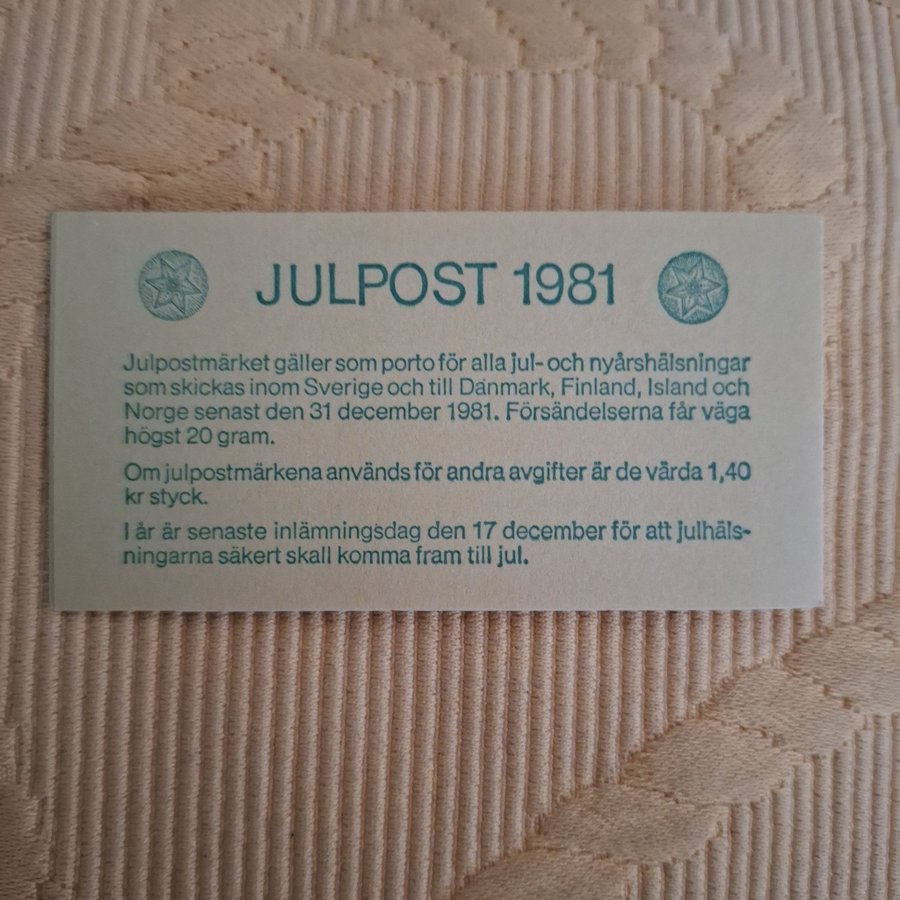 JULPOST 1981
Julpostmärket gäller som porto för alla jul- och nyårshälsningar
som skickas inom Sverige och till Danmark, Finland, Island och
Norge senast den 31 december 1981. Försändelserna får väga
högst 20 gram.
Om julpostmärkena används för andra avgifter är de värda 1,40
kr styck.
I år är senaste inlämningsdag den 17 december för att julhäls-
ningarna säkert skall komma fram till jul.